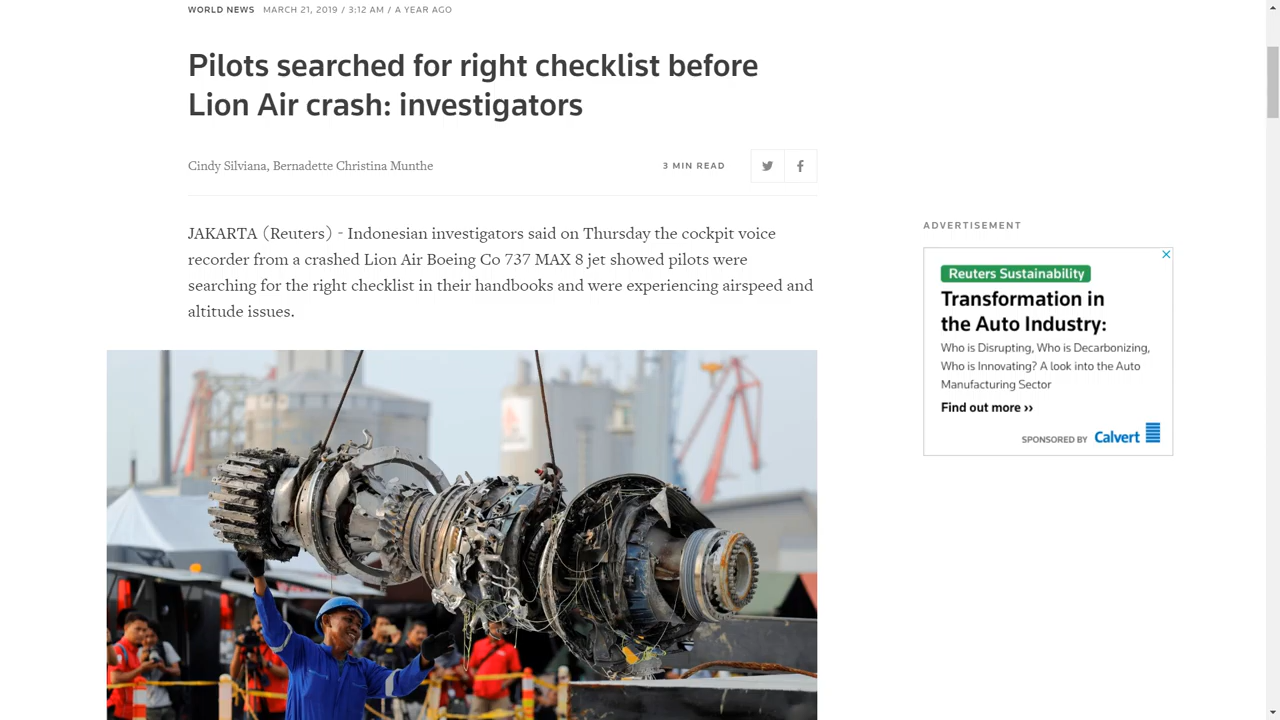 WORLD NEWS MARCH 21, 2019 / 3:12 AM / A YEAR AGO
Pilots searched for right checklist before
Lion Air crash: investigators
Cindy Silviana, Bernadette Christina Munthe
3 MIN READ
JAKARTA (Reuters) - Indonesian investigators said on Thursday the cockpit voice
recorder from a crashed Lion Air Boeing Co 737 MAX 8 jet showed pilots were
searching for the right checklist in their handbooks and were experiencing airspeed and
altitude issues.
ADVERTISEMENT
Reuters Sustainability
Transformation in
the Auto Industry:
Who is Disrupting, Who is Decarbonizing,
Who is Innovating? A look into the Auto
Manufacturing Sector
Find out more ››
SPONSORED BY Calvert